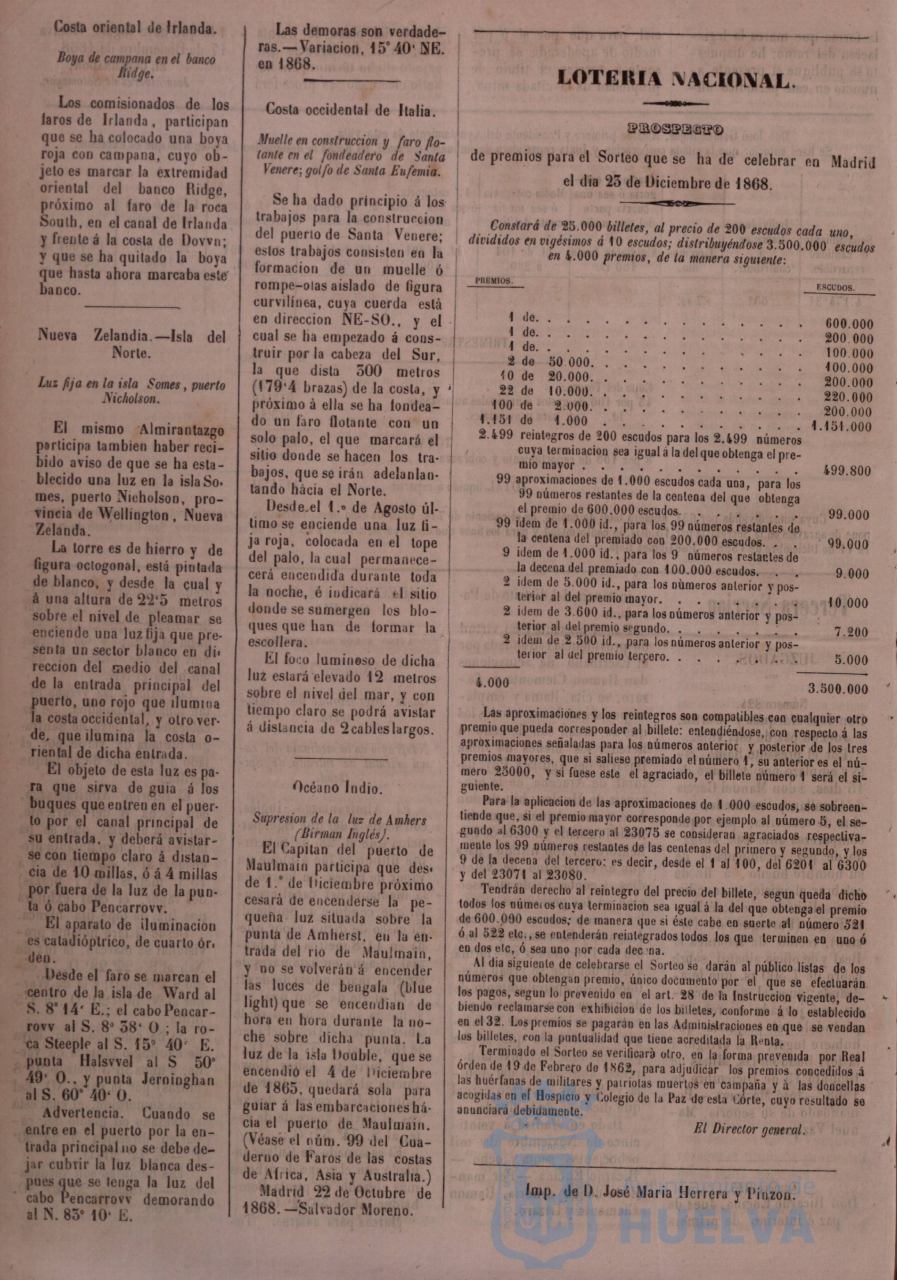 Costa oriental de Irlanda.
Boya de campana en el banco
Ridge.
Los comisionados de los
faros de Irlanda, participan
que se ha colocado una boya
roja con campana, cuyo ob-
jeto es marcar la extremidad
oriental del banco Ridge,
próximo al faro de la roca
South, en el canal de Irlanda
y frente á la costa de Dovvn;
y que se ha quitado la boya
que hasta ahora marcaba este
banco.
Nueva Zelandia.—Isla del
Norte.
Luz fija en la isla Somes, puerto
Nicholson.
El mismo Almirantazgo
participa tambien haber reci-
bido aviso de que se ha esta-
blecido una luz en la isla So-
mes, puerto Nicholson, pro-
vincia de Wellington, Nueva
Zelanda.
La torre es de hierro y de
figura octogonal, está pintada
de blanco, y desde la cual y
á una altura de 22'5 metros
sobre el nivel de pleamar se
enciende una luz fija que pre-
senta un sector blanco en di-
reccion del medio del canal
de la entrada principal del
puerto, uno rojo que ilumina
la costa occidental, y otro ver-
de, que ilumina la costa o-
riental de dicha entrada.
El objeto de esta luz es pa-
ra que sirva de guia á los
buques que entren en el puer-
to por el canal principal de
su entrada, y deberá avistar-
se con tiempo claro á distan-
cia de 10 millas, ó á 4 millas
por fuera de la luz de la pun-
ta ó cabo Pencarrovv.
El aparato de iluminacion
es catadióptrico, de cuarto ór-
den.
Desde el faro se marcan el
centro de la isla de Ward al
S. 8° 14' E.; el cabo Pencar-
rovv al S. 8° 38' O.; la ro-
ca Steeple al S. 15° 40' E.
punta Halsvvel al S 50°
49' O., y punta Jerninghan
al S. 60° 40' O.
Advertencia. Cuando se
entre en el puerto por la en-
trada principal no se debe de-
jar cubrir la luz blanca des-
pues que se tenga la luz del
cabo Pencarrovv demorando
al N. 83° 10' E.
Las demoras son verdade-
ras.—Variacion, 15° 40' NE.
en 1868.
Costa occidental de Italia.
Muelle en construccion y faro flo-
tante en el fondeadero de Santa
Venere; golfo de Santa Eufemia.
Se ha dado principio á los
trabajos para la construccion
del puerto de Santa Venere;
estos trabajos consisten en la
formacion de un muelle ó
rompe-olas aislado de figura
curvilínea, cuya cuerda está
en direccion NE-SO., y el
cual se ha empezado á cons-
truir por la cabeza del Sur,
la que dista 300 metros
(179'4 brazas) de la costa, y
próximo á ella se ha fondea-
do un faro flotante con un
solo palo, el que marcará el
sitio donde se hacen los tra-
bajos, que se irán adelanlan-
tando hácia el Norte.
Desde el 1.º de Agosto úl-
timo se enciende una luz fi-
ja roja, colocada en el tope
del palo, la cual permanece-
cerá encendida durante toda
la noche, é indicará el sitio
donde se sumergen los blo-
ques que han de formar la
escollera.
El foco luminoso de dicha
luz estará elevado 12 metros
sobre el nivel del mar, y con
tiempo claro se podrá avistar
á distancia de 2 cables largos.
Océano Indio.
Supresion de la luz de Amhers
(Birman Inglés).
El Capitan del puerto de
Maulmain participa que des-
de 1.º de Diciembre próximo
cesará de encenderse la pe-
queña luz situada sobre la
punta de Amherst, en la en-
trada del rio de Maulmain,
y no se volverán á encender
las luces de bengala (blue
light) que se encendian de
hora en hora durante la no-
che sobre dicha punta. La
luz de la isla Double, que se
encendió el 4 de Diciembre
de 1865, quedará sola para
guiar á las embarcaciones há-
cia el puerto de Maulmain.
(Véase el núm. 99 del Cua-
derno de Faros de las costas
de Africa, Asia y Australia.)
Madrid 22 de Octubre de
1868.—Salvador Moreno.
LOTERIA NACIONAL.
PROSPECTO
de premios para el Sorteo que se ha de celebrar en Madrid
el dia 23 de Diciembre de 1868.
Constará de 25.000 billetes, al precio de 200 escudos cada uno,
divididos en vigésimos á 10 escudos; distribuyéndose 3.500.000 escudos
en 4.000 premios, de la manera siguiente:
PREMIOS. ESCUDOS.
1 de. . . . 600.000
1 de. . . . 200.000
1 de. . . . 100.000
2 de 50.000. . . . 100.000
10 de 20.000. . . . 200.000
22 de 10.000. . . . 220.000
100 de 2.000. . . . 200.000
1.151 de 1.000 . . . 1.151.000
2.499 reintegros de 200 escudos para los 2.499 números
cuya terminacion sea igual á la del que obtenga el pre-
mio mayor . . . . 499.800
99 aproximaciones de 1.000 escudos cada una, para los
99 números restantes de la centena del que obtenga
el premio de 600.000 escudos. . . . 99.000
99 idem de 1.000 id., para los 99 números restantes de
la centena del premiado con 200.000 escudos. . . 99.000
9 idem de 1.000 id., para los 9 números restantes de
la decena del premiado con 100.000 escudos. . . 9.000
2 idem de 5.000 id., para los números anterior y pos-
terior al del premio mayor. . . . 10.000
2 idem de 3.600 id., para los números anterior y pos-
terior al del premio segundo. . . . 7.200
2 idem de 2.500 id., para los números anterior y pos-
terior al del premio tercero. . . . 5.000
4.000 3.500.000
Las aproximaciones y los reintegros son compatibles con cualquier otro
premio que pueda corresponder al billete: entendiéndose, con respecto á las
aproximaciones señaladas para los números anterior y posterior de los tres
premios mayores, que si saliese premiado el número 1, su anterior es el nú-
mero 25000, y si fuese este el agraciado, el billete número 1 será el si-
guiente.
Para la aplicacion de las aproximaciones de 1.000 escudos, se sobreen-
tiende que, si el premio mayor corresponde por ejemplo al número 5, el se-
gundo al 6300 y el tercero al 23075 se consideran agraciados respectiva-
mente los 99 números restantes de las centenas del primero y segundo, y los
9 de la decena del tercero: es decir, desde el 1 al 100, del 6201 al 6300
y del 23071 al 23080.
Tendrán derecho al reintegro del precio del billete, segun queda dicho
todos los números cuya terminacion sea igual á la del que obtenga el premio
de 600.000 escudos; de manera que si éste cabe en suerte al número 521
ó al 522 etc., se entenderán reintegrados todos los que terminen en uno ó
en dos etc, ó sea uno por cada decena.
Al dia siguiente de celebrarse el Sorteo se darán al público listas de los
números que obtengan premio, único documento por el que se efectuarán
los pagos, segun lo prevenido en el art. 28 de la Instruccion vigente, de-
biendo reclamarse con exhibicion de los billetes, conforme á lo establecido
en el 32. Los premios se pagarán en las Administraciones en que se vendan
los billetes, con la puntualidad que tiene acreditada la Renta.
Terminado el Sorteo se verificará otro, en la forma prevenida por Real
órden de 19 de Febrero de 1862, para adjudicar los premios concedidos á
las huérfanas de militares y patriotas muertos en campaña y á las doncellas
acogidas en el Hospicio y Colegio de la Paz de esta Córte, cuyo resultado se
anunciará debidamente.
El Director general.
Imp. de D. José Maria Herrera y Pinzon.
HUELVA